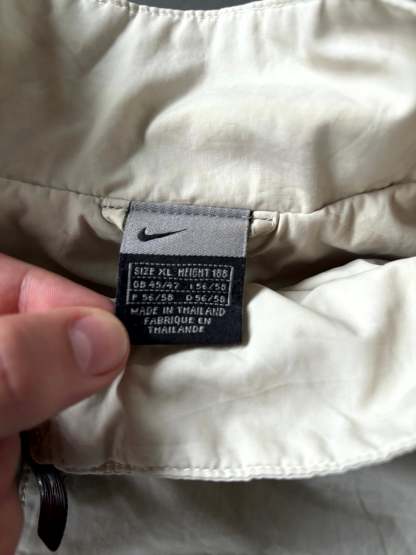 SIZE XL HEIGHT 188
GB 45/47 I 56/58
F 56/58 D 56/58
MADE IN THAILAND
FABRIQUE EN
THAILANDE